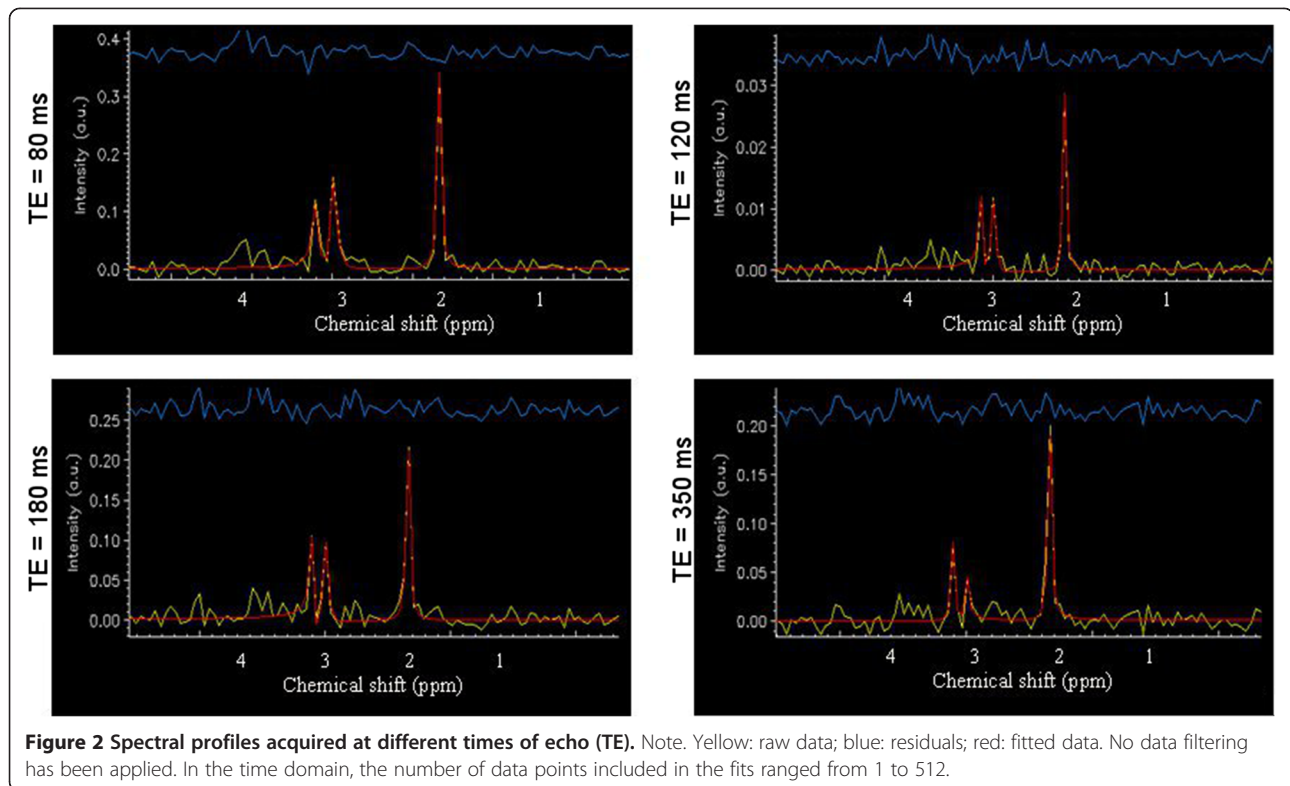 TE = 80 ms
Intensity (a.u.)
0.4
0.3
0.2
0.1
0.0
4 3 2 1
Chemical shift (ppm)
TE = 120 ms
Intensity (a.u.)
0.03
0.02
0.01
0.00
4 3 2 1
Chemical shift (ppm)
TE = 180 ms
Intensity (a.u.)
0.25
0.20
0.15
0.10
0.05
0.00
4 3 2 1
Chemical shift (ppm)
TE = 350 ms
Intensity (a.u.)
0.20
0.15
0.10
0.05
0.00
4 3 2 1
Chemical shift (ppm)
Figure 2 Spectral profiles acquired at different times of echo (TE). Note. Yellow: raw data; blue: residuals; red: fitted data. No data filtering
has been applied. In the time domain, the number of data points included in the fits ranged from 1 to 512.